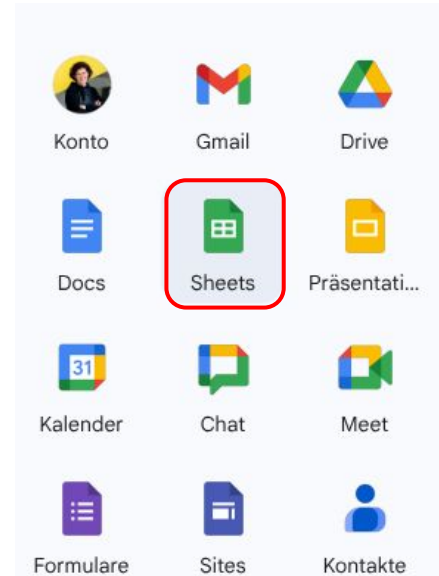 Konto Gmail Drive
Docs Sheets Präsentati...
31
Kalender Chat Meet
Formulare Sites Kontakte